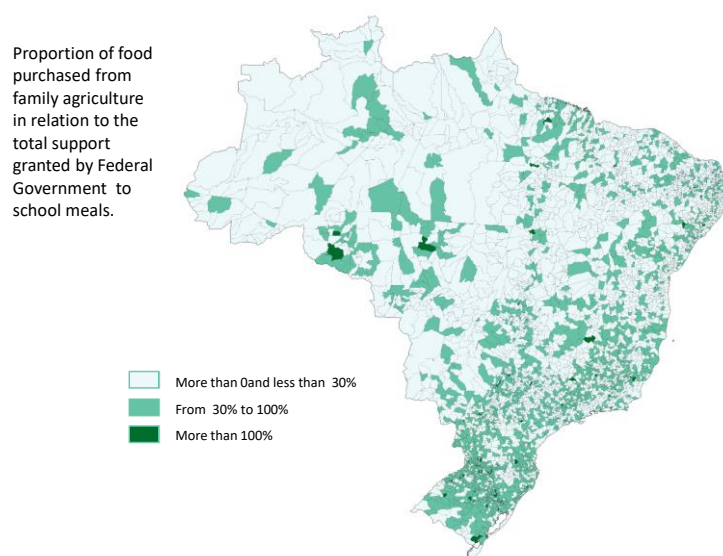 Proportion of food
purchased from
family agriculture
in relation to the
total support
granted by Federal
Government to
school meals.
More than 0and less than 30%
From 30% to 100%
More than 100%